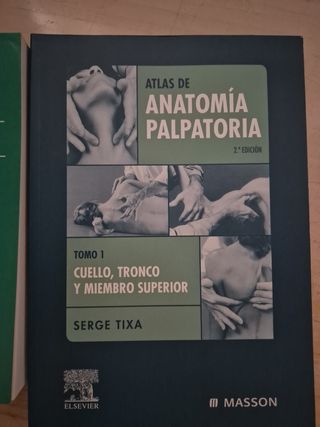 ATLAS DE
ANATOMÍA
PALPATORIA
2.ª EDICIÓN
TOMO 1
CUELLO, TRONCO
Y MIEMBRO SUPERIOR
SERGE TIXA
ELSEVIER
MASSON